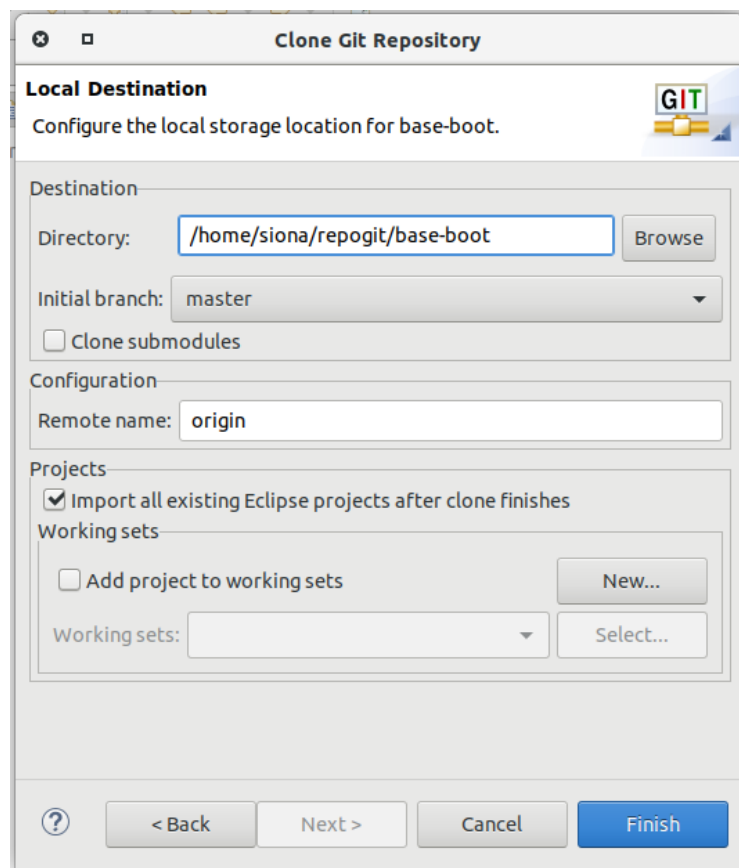 Clone Git Repository
Local Destination
GIT
Configure the local storage location for base-boot.
Destination
Directory: /home/siona/repogit/base-boot Browse
Initial branch: master
Clone submodules
Configuration
Remote name: origin
Projects
Import all existing Eclipse projects after clone finishes
Working sets
Add project to working sets New...
Working sets: Select...
? < Back Next > Cancel Finish